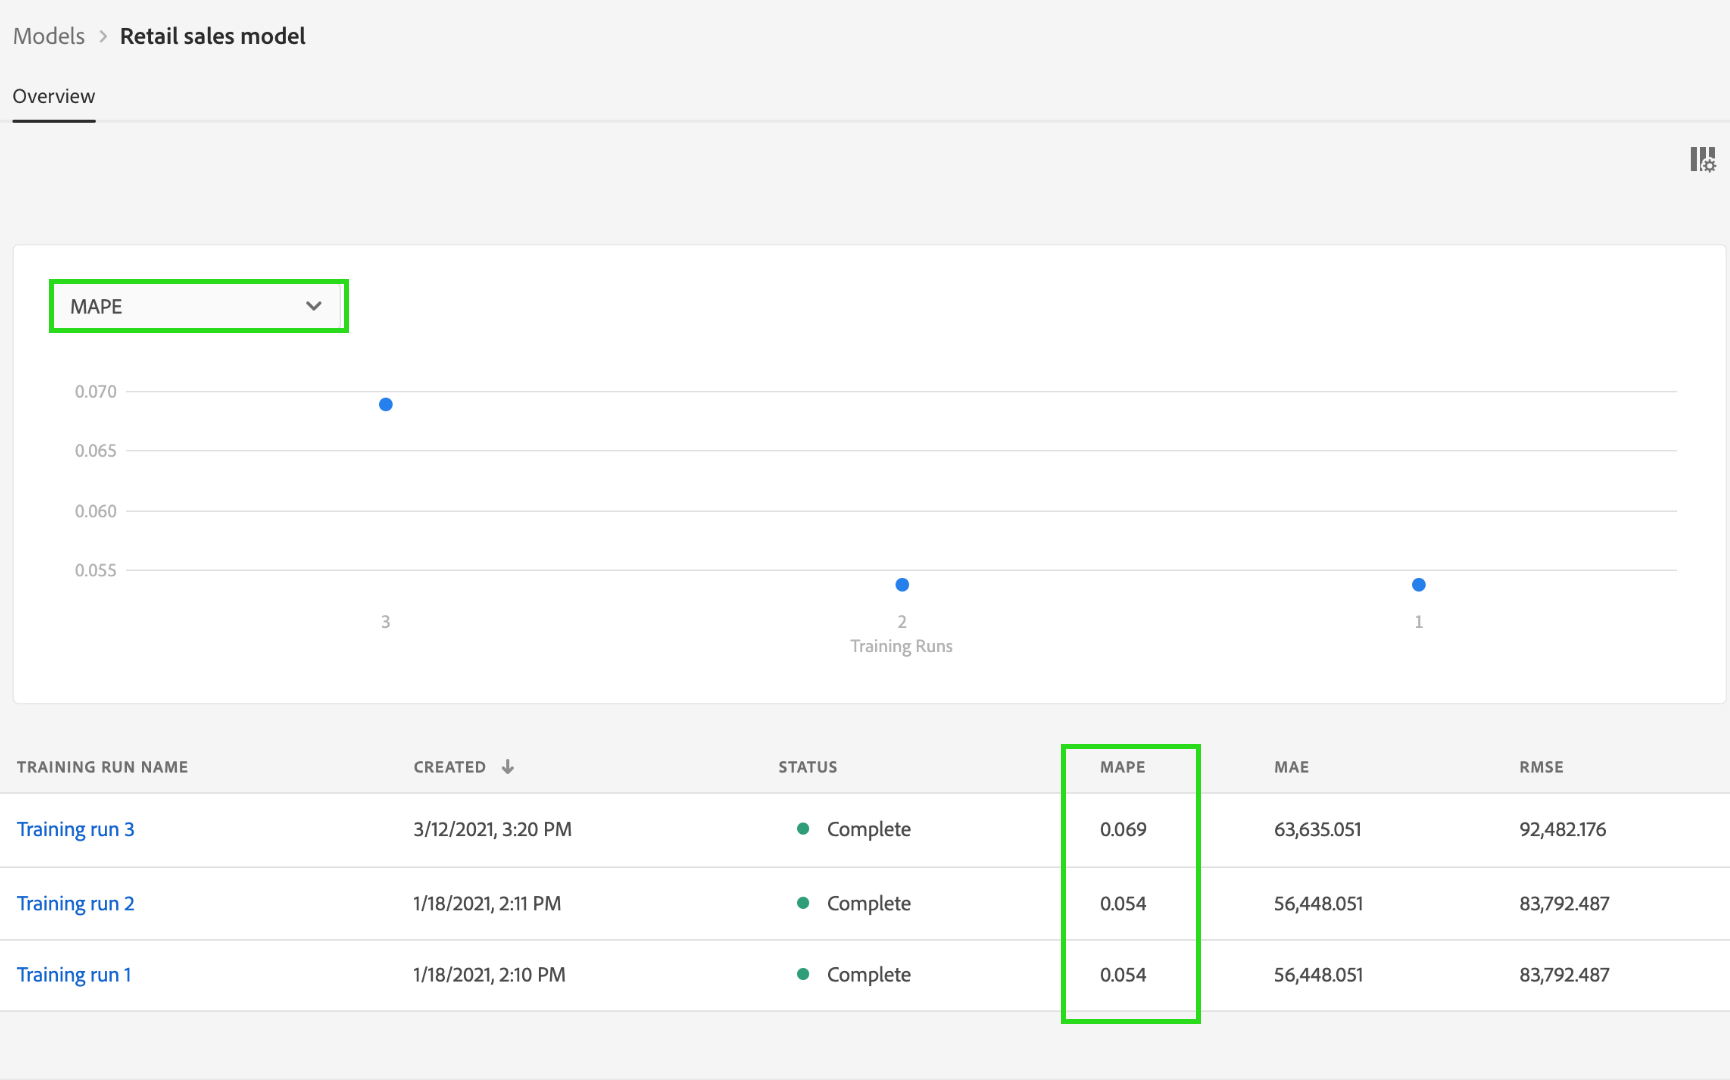 Models > Retail sales model
Overview
MAPE
0.070
0.065
0.060
0.055
3 2 1
Training Runs
TRAINING RUN NAME CREATED ↓ STATUS MAPE MAE RMSE
Training run 3 3/12/2021, 3:20 PM Complete 0.069 63,635.051 92,482.176
Training run 2 1/18/2021, 2:11 PM Complete 0.054 56,448.051 83,792.487
Training run 1 1/18/2021, 2:10 PM Complete 0.054 56,448.051 83,792.487